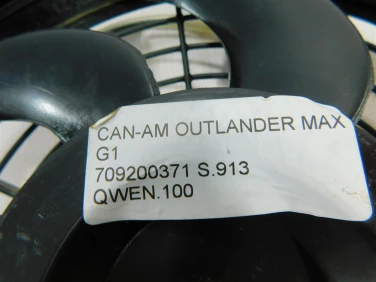 CAN-AM OUTLANDER MAX
G1
709200371 S.913
QWEN.100